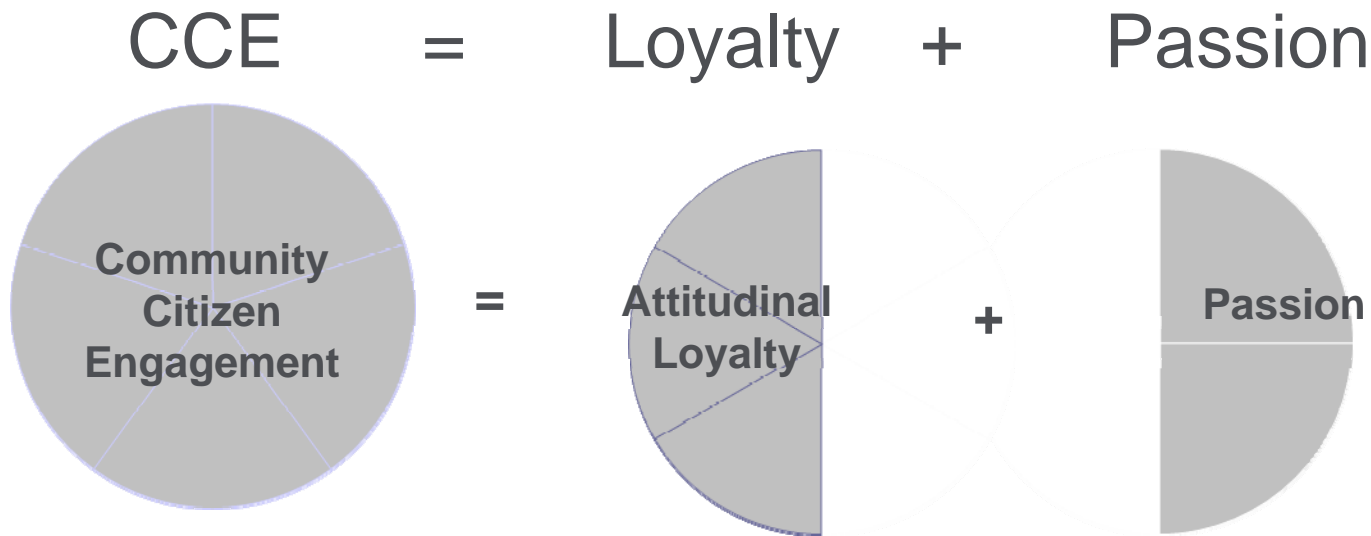 CCE = Loyalty + Passion
Community
Citizen
Engagement
=
Attitudinal
Loyalty
+
Passion